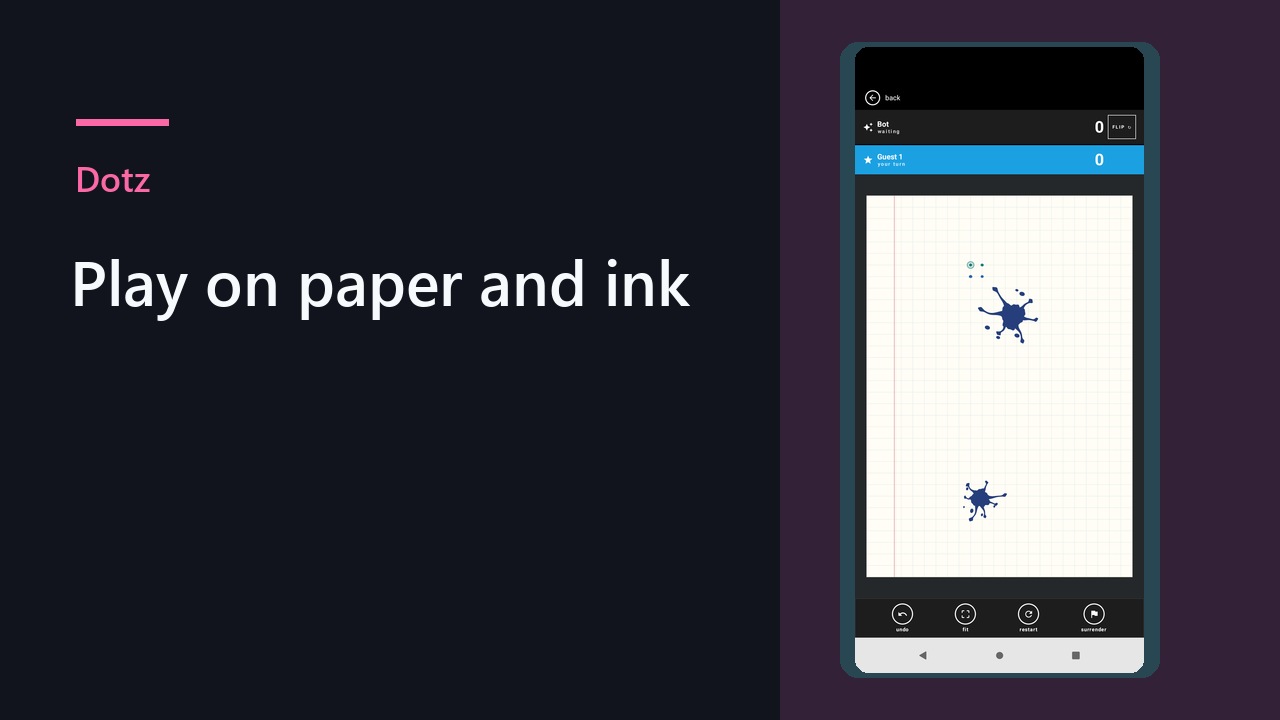 Dotz
Play on paper and ink
back
Bot
waiting
0
FLIP ↻
Guest 1
your turn
0
undo
fit
restart
surrender